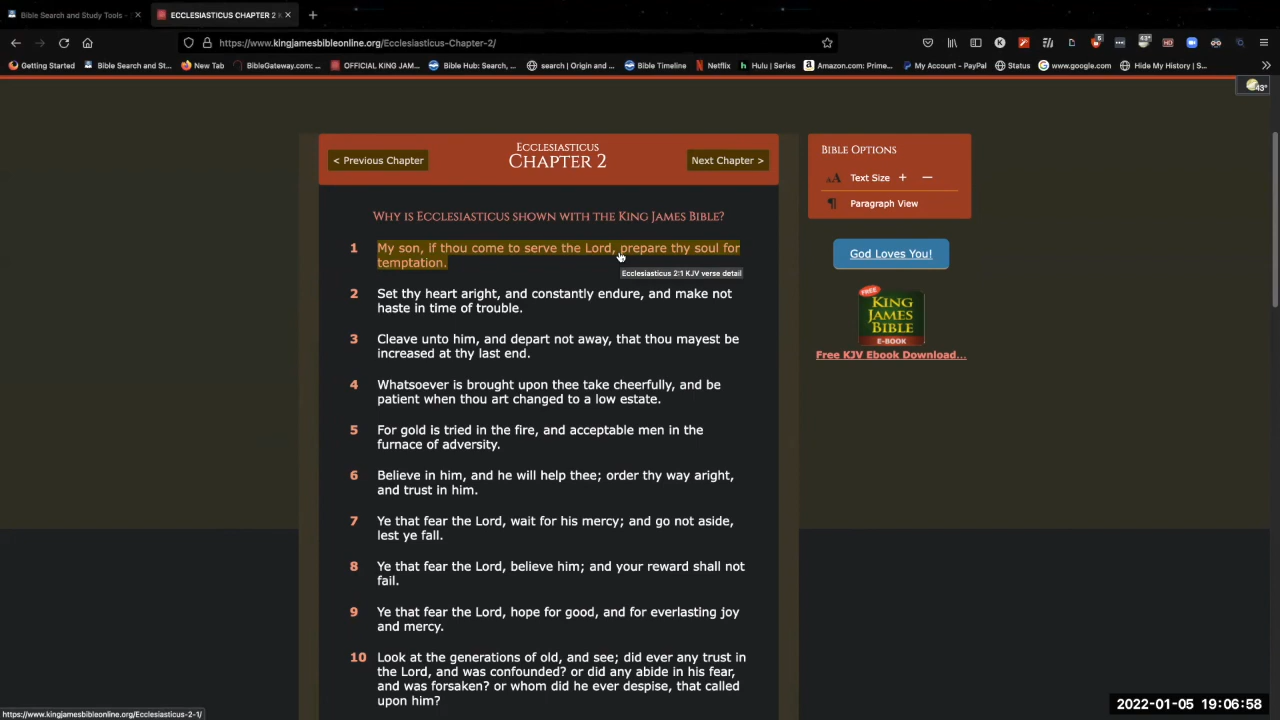 Bible Search and Study Tools -
ECCLESIASTICUS CHAPTER 2
https://www.kingjamesbibleonline.org/Ecclesiasticus-Chapter-2/
Getting Started
Bible Search and St...
New Tab
BibleGateway.com: ...
OFFICIAL KING JAM...
Bible Hub: Search, ...
search | Origin and ...
Bible Timeline
Netflix
Hulu | Series
Amazon.com: Prime...
My Account - PayPal
Status
www.google.com
Hide My History | S...
43°
Ecclesiasticus
Chapter 2
< Previous Chapter
Next Chapter >
Bible Options
Text Size + −
Paragraph View
God Loves You!
FREE
KING
JAMES
BIBLE
E-BOOK
Free KJV Ebook Download...
Why is Ecclesiasticus shown with the King James Bible?
1 My son, if thou come to serve the Lord, prepare thy soul for
temptation.
Ecclesiasticus 2:1 KJV verse detail
2 Set thy heart aright, and constantly endure, and make not
haste in time of trouble.
3 Cleave unto him, and depart not away, that thou mayest be
increased at thy last end.
4 Whatsoever is brought upon thee take cheerfully, and be
patient when thou art changed to a low estate.
5 For gold is tried in the fire, and acceptable men in the
furnace of adversity.
6 Believe in him, and he will help thee; order thy way aright,
and trust in him.
7 Ye that fear the Lord, wait for his mercy; and go not aside,
lest ye fall.
8 Ye that fear the Lord, believe him; and your reward shall not
fail.
9 Ye that fear the Lord, hope for good, and for everlasting joy
and mercy.
10 Look at the generations of old, and see; did ever any trust in
the Lord, and was confounded? or did any abide in his fear,
and was forsaken? or whom did he ever despise, that called
upon him?
https://www.kingjamesbibleonline.org/Ecclesiasticus-2-1/
2022-01-05 19:06:58